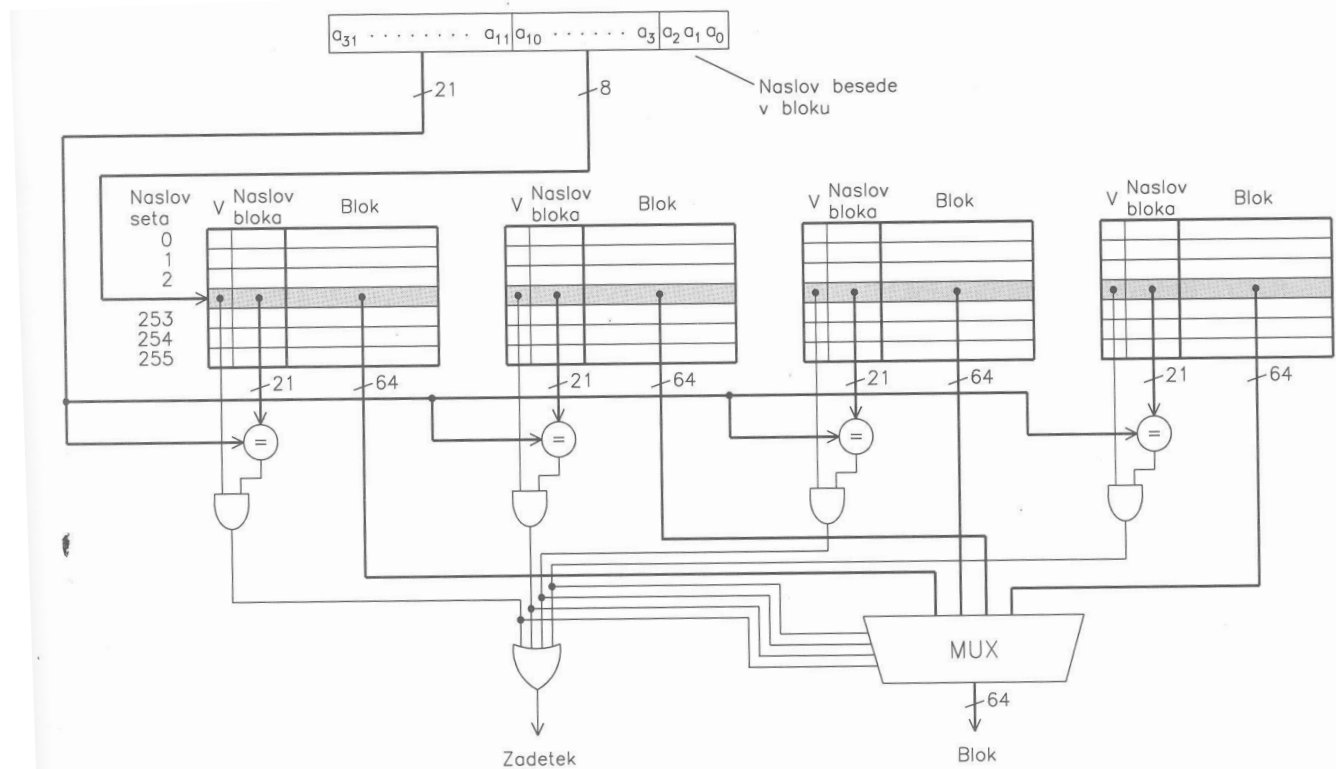 a31 ........ a11 a10 ...... a3 a2 a1 a0
21
8
Naslov besede
v bloku
Naslov
seta
V Naslov
bloka
Blok
V Naslov
bloka
Blok
V Naslov
bloka
Blok
V Naslov
bloka
Blok
0
1
2
253
254
255
21
64
21
64
21
64
21
64
=
=
=
=
MUX
64
Zadetek
Blok